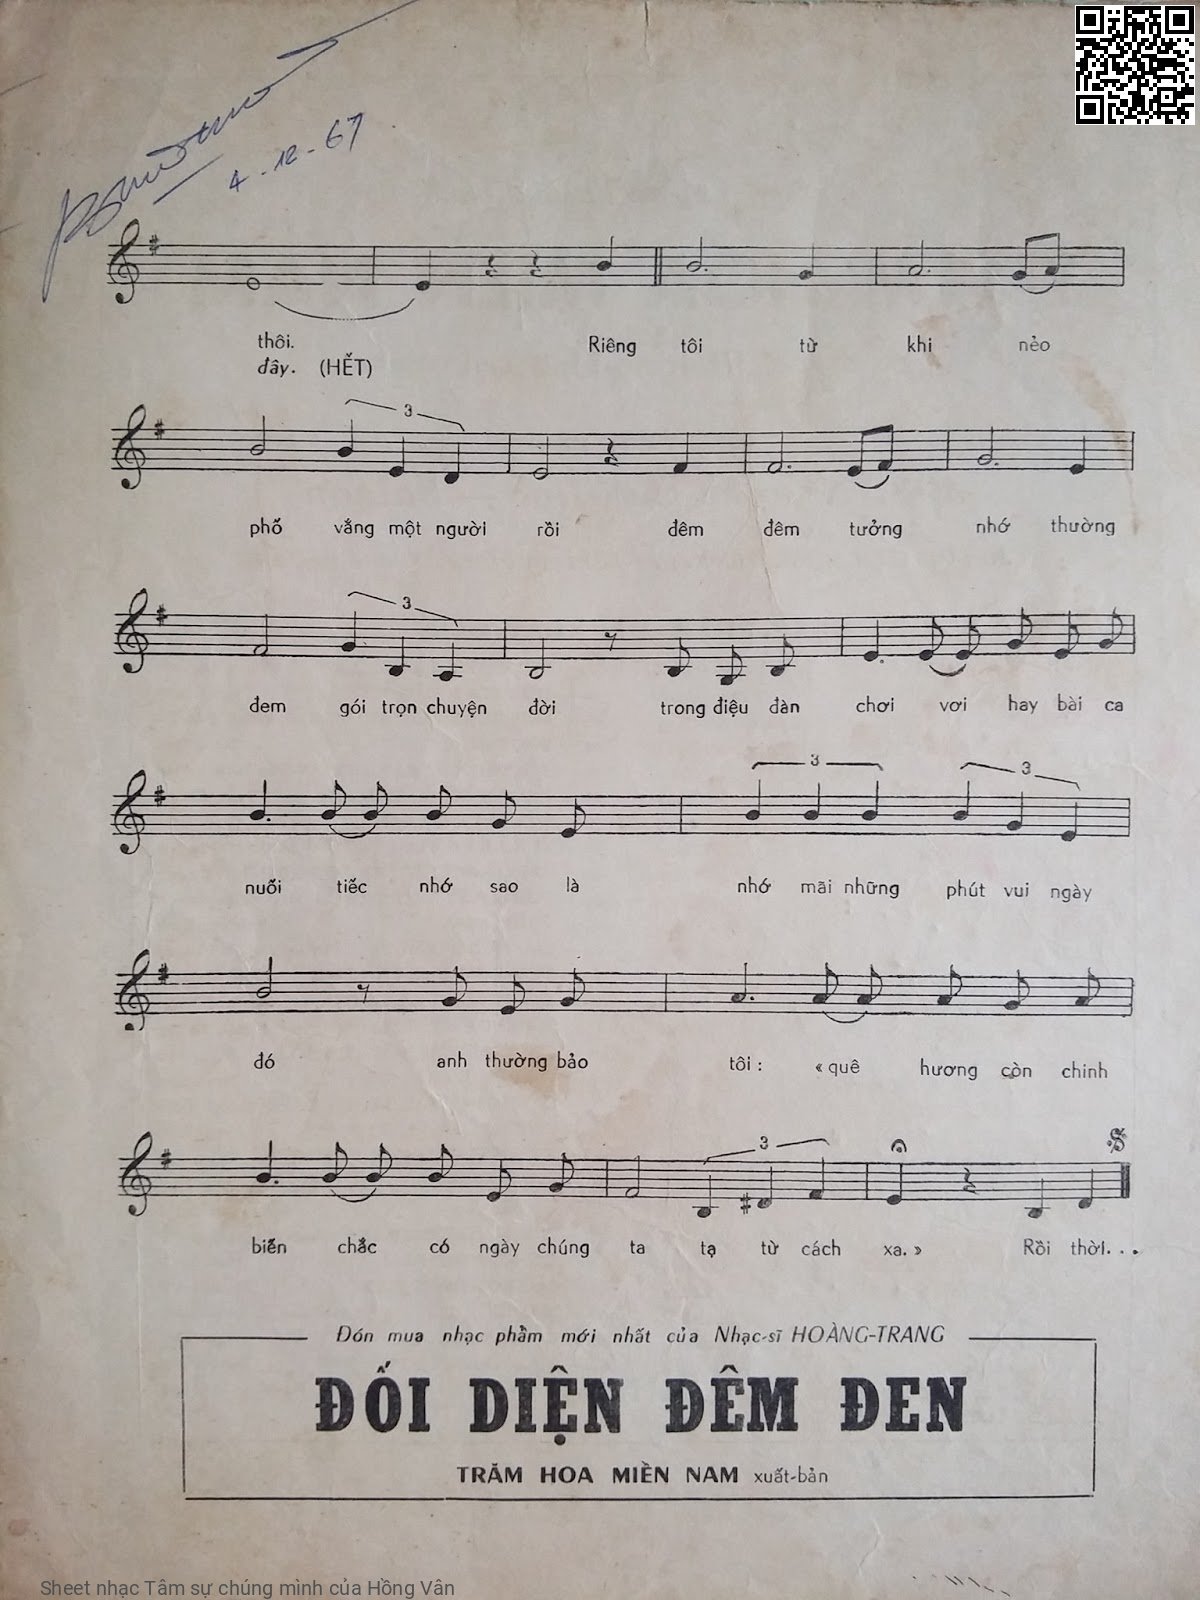 4-12-67
thôi. Riêng tôi từ khi nẻo
đây. (HẾT)
3
phố vắng một người rồi đêm đêm tưởng nhớ thường
3
đem gói trọn chuyện đời trong điệu đàn chơi vơi hay bài ca
3 3
nuối tiếc nhớ sao là nhớ mãi những phút vui ngày
đó anh thường bảo tôi : « quê hương còn chinh
3
biến chắc có ngày chúng ta tạ từ cách xa. » Rồi thời. . .
Đón mua nhạc phẩm mới nhất của Nhạc-sĩ HOÀNG-TRANG
ĐỐI DIỆN ĐÊM ĐEN
TRĂM HOA MIỀN NAM xuất-bản
Sheet nhạc Tâm sự chúng mình của Hồng Vân